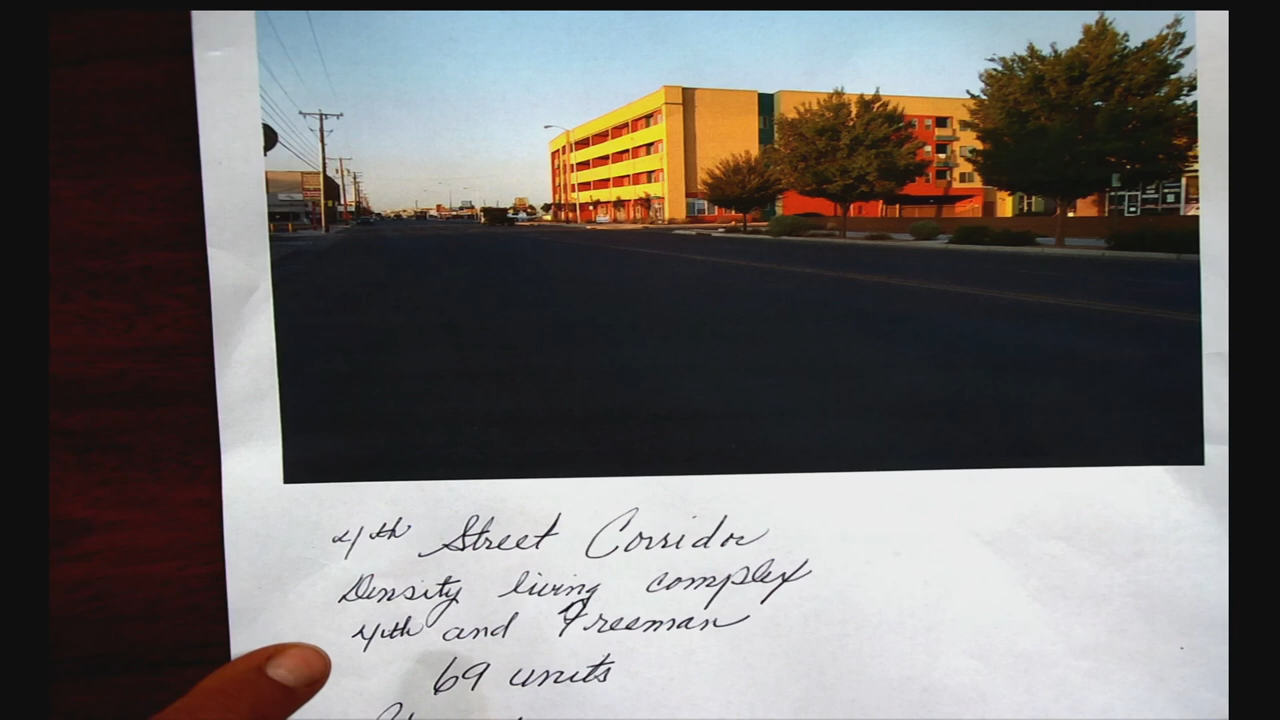 4th Street Corridor
Density living complex
4th and Freeman
69 units